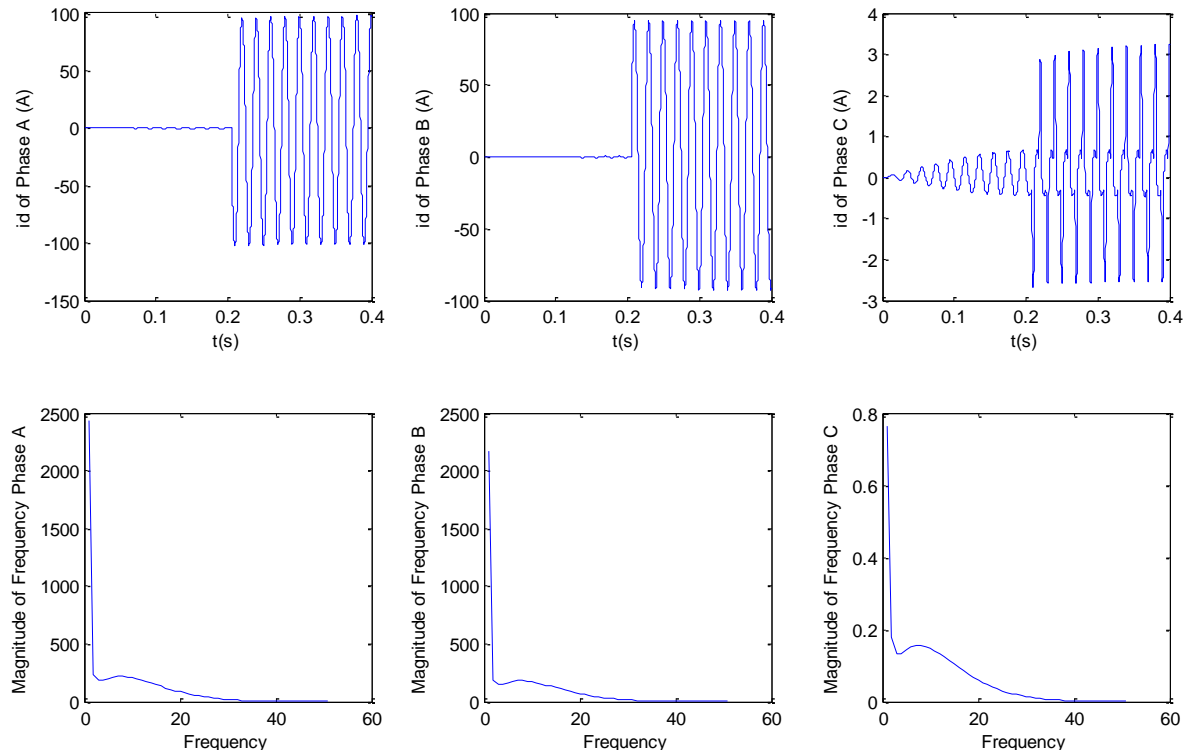 id of Phase A (A)
100
50
0
-50
-100
-150
0 0.1 0.2 0.3 0.4
t(s)
id of Phase B (A)
100
50
0
-50
-100
0 0.1 0.2 0.3 0.4
t(s)
id of Phase C (A)
4
3
2
1
0
-1
-2
-3
0 0.1 0.2 0.3 0.4
t(s)
Magnitude of Frequency Phase A
2500
2000
1500
1000
500
0
0 20 40 60
Frequency
Magnitude of Frequency Phase B
2500
2000
1500
1000
500
0
0 20 40 60
Frequency
Magnitude of Frequency Phase C
0.8
0.6
0.4
0.2
0
0 20 40 60
Frequency